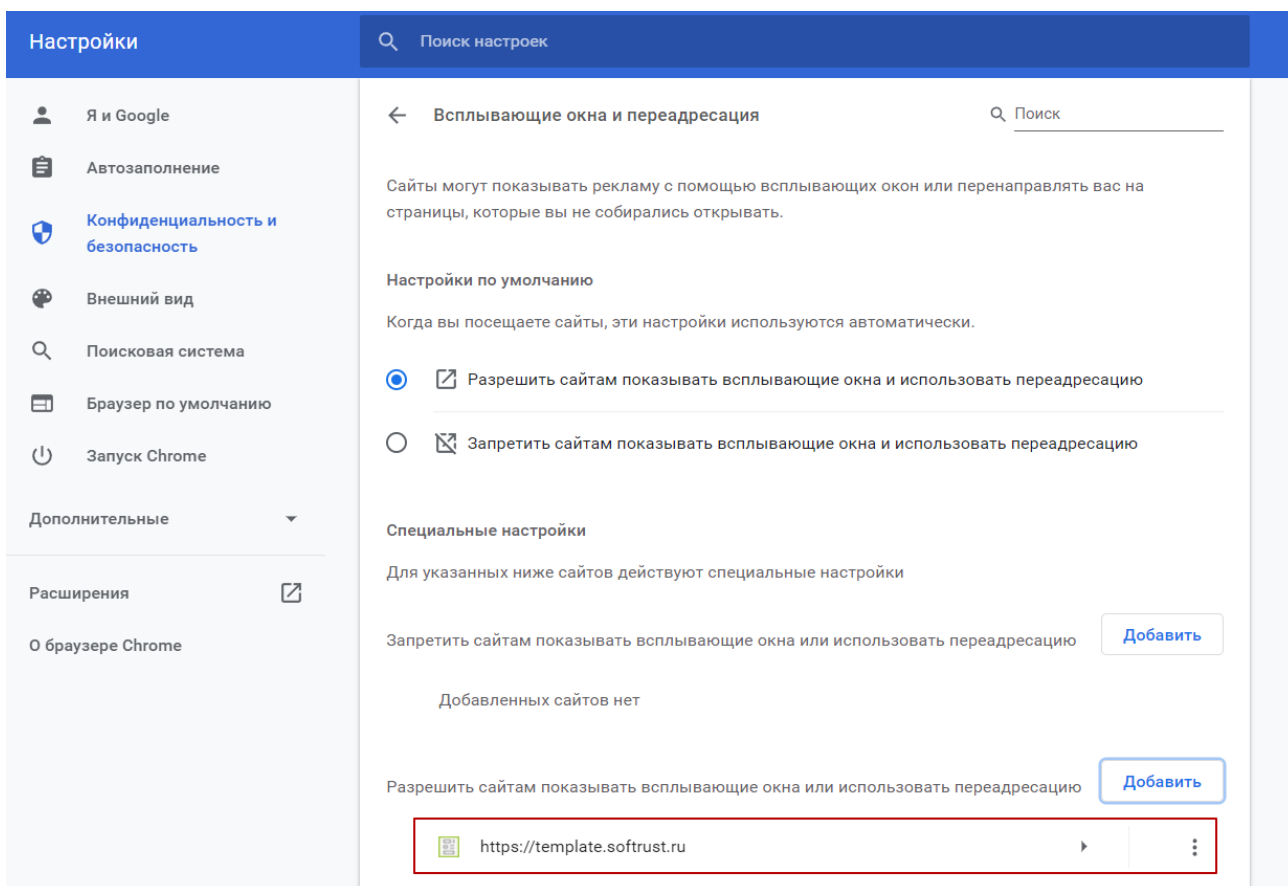 Настройки
Поиск настроек
Я и Google
Автозаполнение
Конфиденциальность и
безопасность
Внешний вид
Поисковая система
Браузер по умолчанию
Запуск Chrome
Дополнительные
Расширения
О браузере Chrome
Всплывающие окна и переадресация
Поиск
Сайты могут показывать рекламу с помощью всплывающих окон или перенаправлять вас на
страницы, которые вы не собирались открывать.
Настройки по умолчанию
Когда вы посещаете сайты, эти настройки используются автоматически.
Разрешить сайтам показывать всплывающие окна и использовать переадресацию
Запретить сайтам показывать всплывающие окна и использовать переадресацию
Специальные настройки
Для указанных ниже сайтов действуют специальные настройки
Запретить сайтам показывать всплывающие окна или использовать переадресацию
Добавить
Добавленных сайтов нет
Разрешить сайтам показывать всплывающие окна или использовать переадресацию
Добавить
https://template.softrust.ru